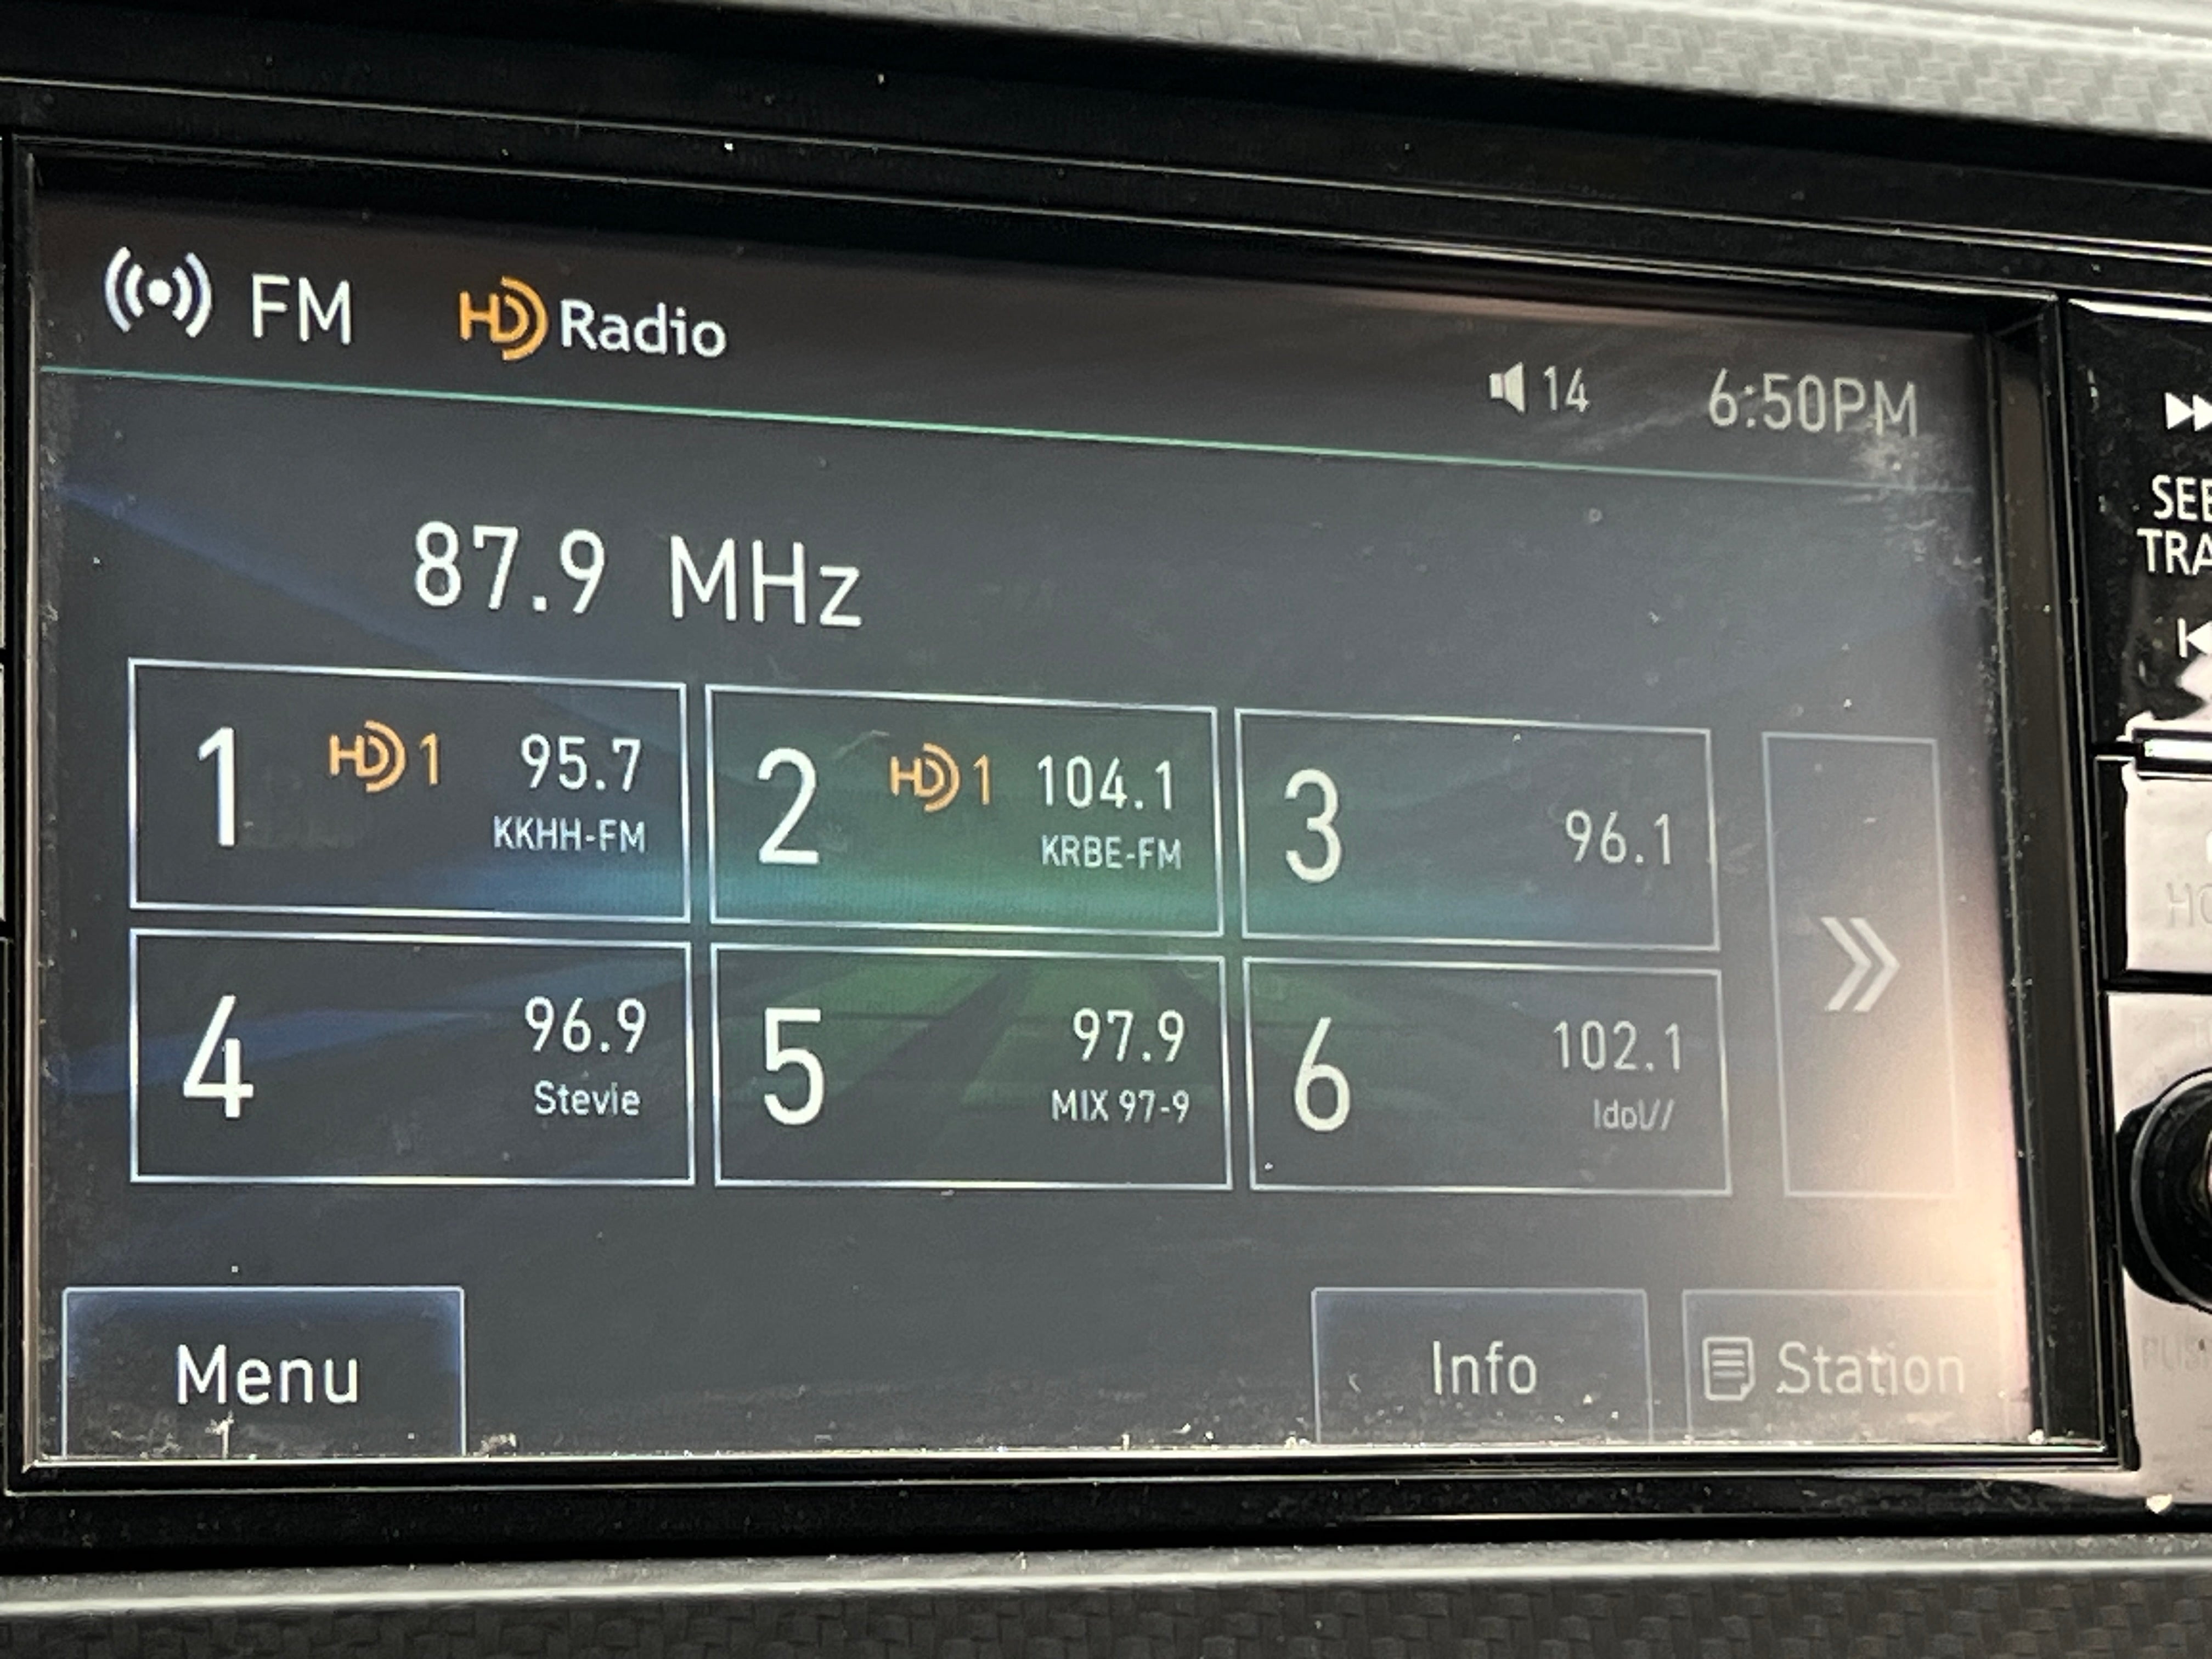 FM HD Radio
14 6:50PM
87.9 MHz
1 HD 1 95.7
KKHH-FM
2 HD 1 104.1
KRBE-FM
3 96.1
4 96.9
Stevie
5 97.9
MIX 97-9
6 102.1
Idol//
Menu
Info
Station